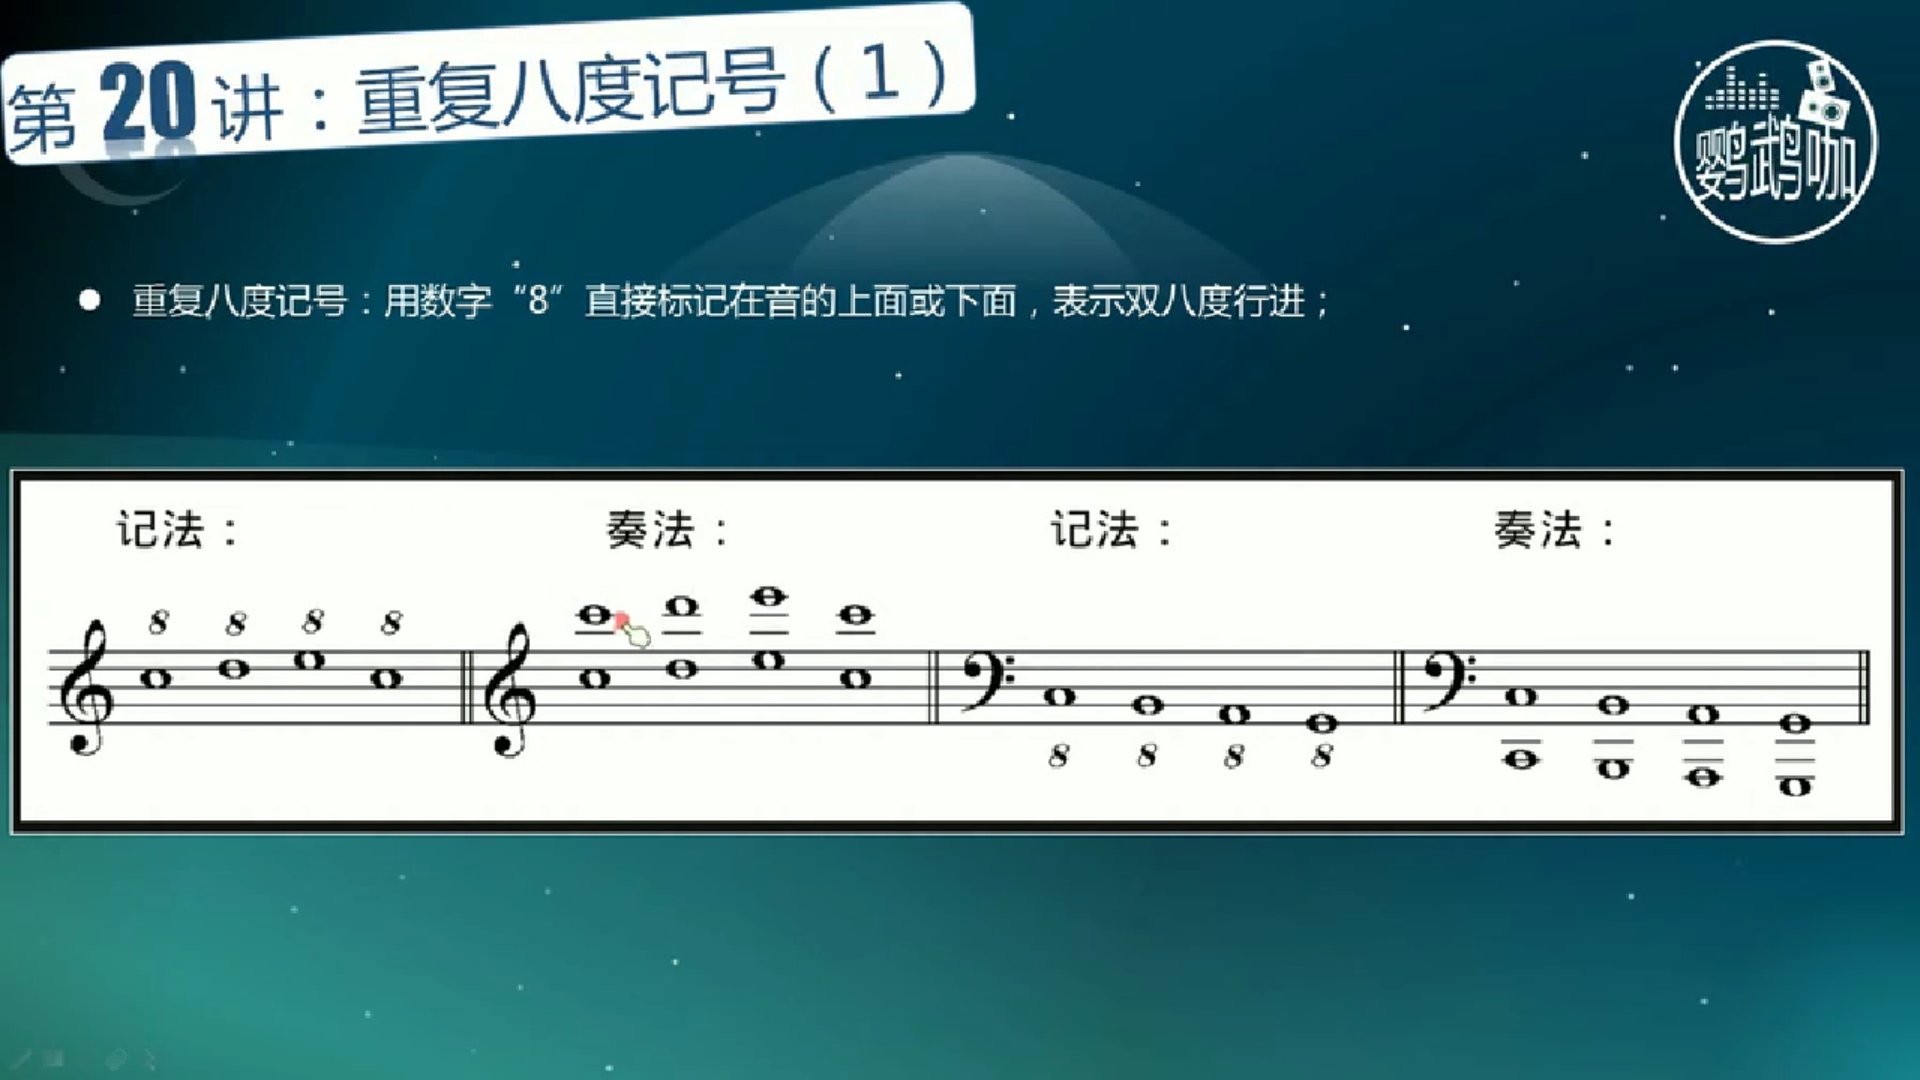 第20讲：重复八度记号（1）
鹦鹉咖
重复八度记号：用数字“8”直接标记在音的上面或下面，表示双八度行进；
记法： 奏法： 记法： 奏法：
8 8 8 8
8 8 8 8